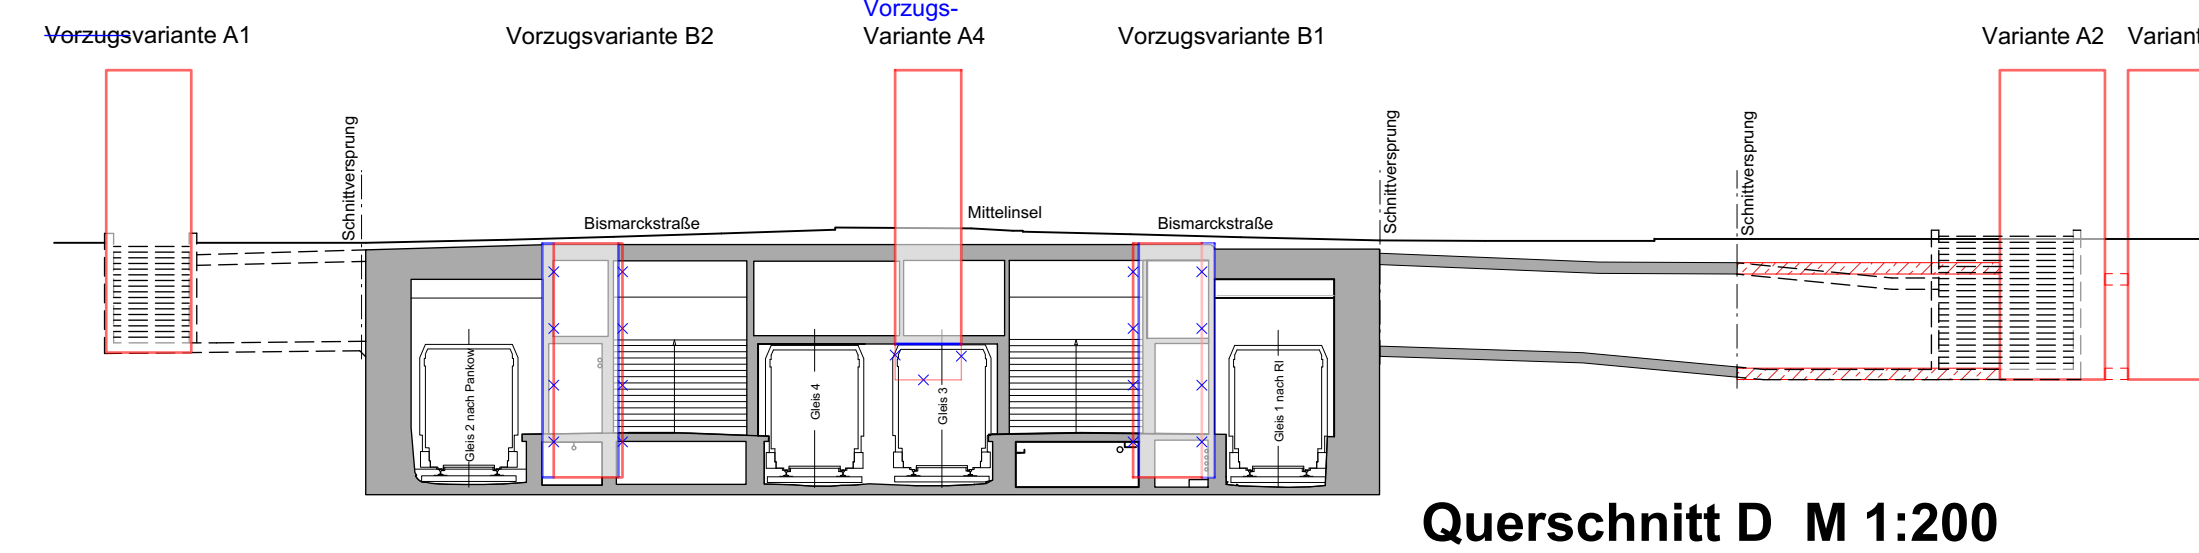 Vorzugs-
Vorzugsvariante A1
Vorzugsvariante B2
Variante A4
Vorzugsvariante B1
Variante A2
Variant
Schnittversprung
Schnittversprung
Schnittversprung
Bismarckstraße
Mittelinsel
Bismarckstraße
Gleis 2 nach Pankow
Gleis 4
Gleis 3
Gleis 1 nach Rl
Querschnitt D M 1:200